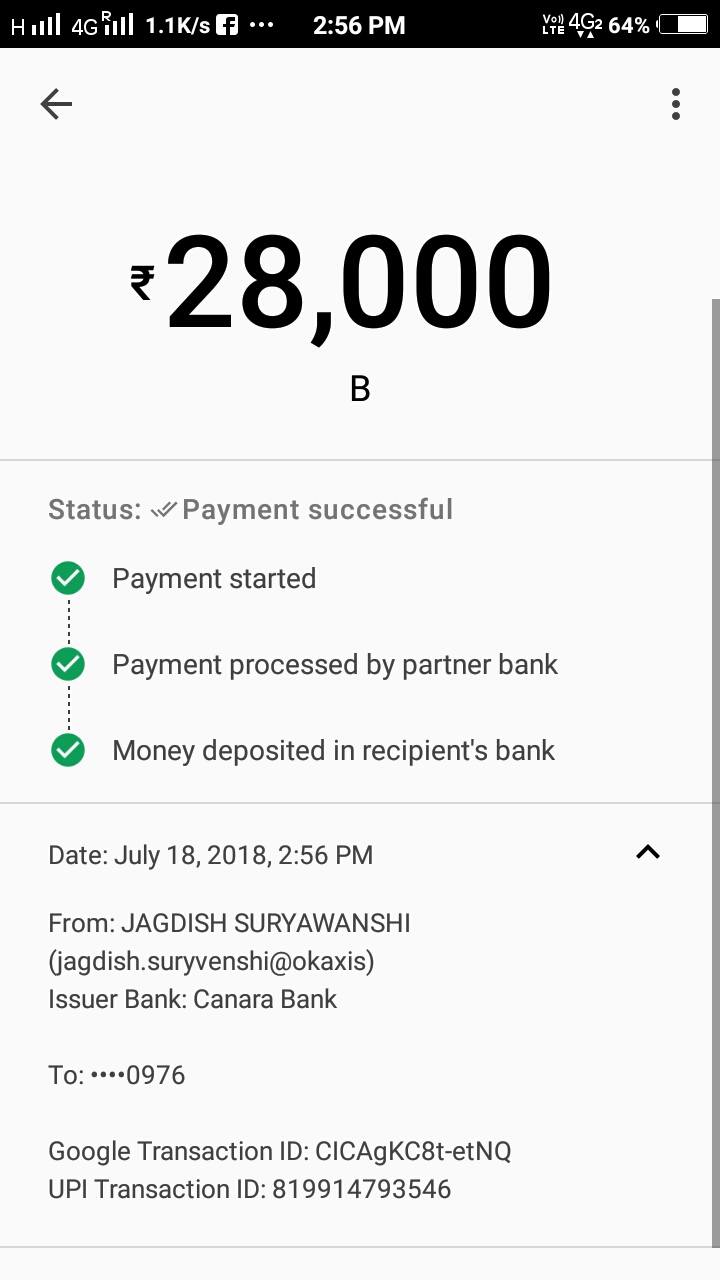 H 4G R 1.1K/s f ••• 2:56 PM Vo)) LTE 4G2 64%
₹28,000
B
Status: Payment successful
Payment started
Payment processed by partner bank
Money deposited in recipient's bank
Date: July 18, 2018, 2:56 PM
From: JAGDISH SURYAWANSHI
(jagdish.suryvenshi@okaxis)
Issuer Bank: Canara Bank
To: ••••0976
Google Transaction ID: CICAgKC8t-etNQ
UPI Transaction ID: 819914793546